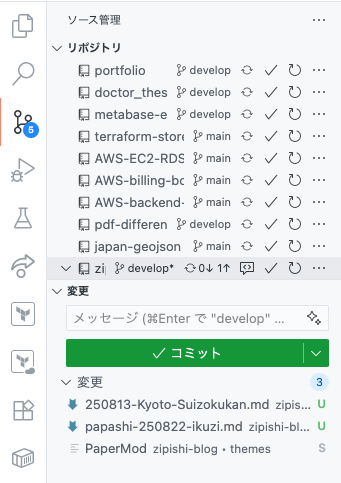 ソース管理
リポジトリ
portfolio develop
doctor_thes develop
metabase-e develop
terraform-store main
AWS-EC2-RDS main
AWS-billing-bo main
AWS-backend- main
pdf-differen main
japan-geojson main
zip develop* 0↓ 1↑
5
変更
メッセージ (⌘Enter で "develop" ...
コミット
変更 3
250813-Kyoto-Suizokukan.md zipis... U
papashi-250822-ikuzi.md zipishi-bl... U
PaperMod zipishi-blog • themes S